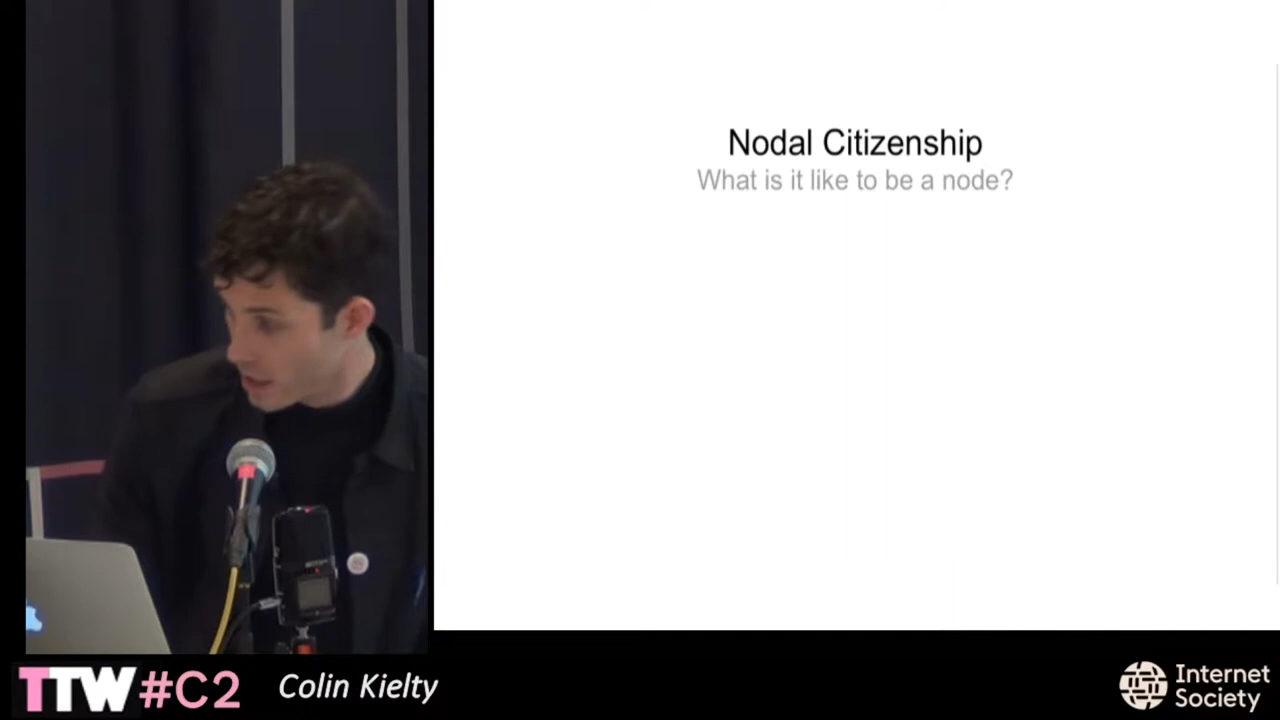 Nodal Citizenship
What is it like to be a node?
TTW#C2
Colin Kielty
Internet
Society